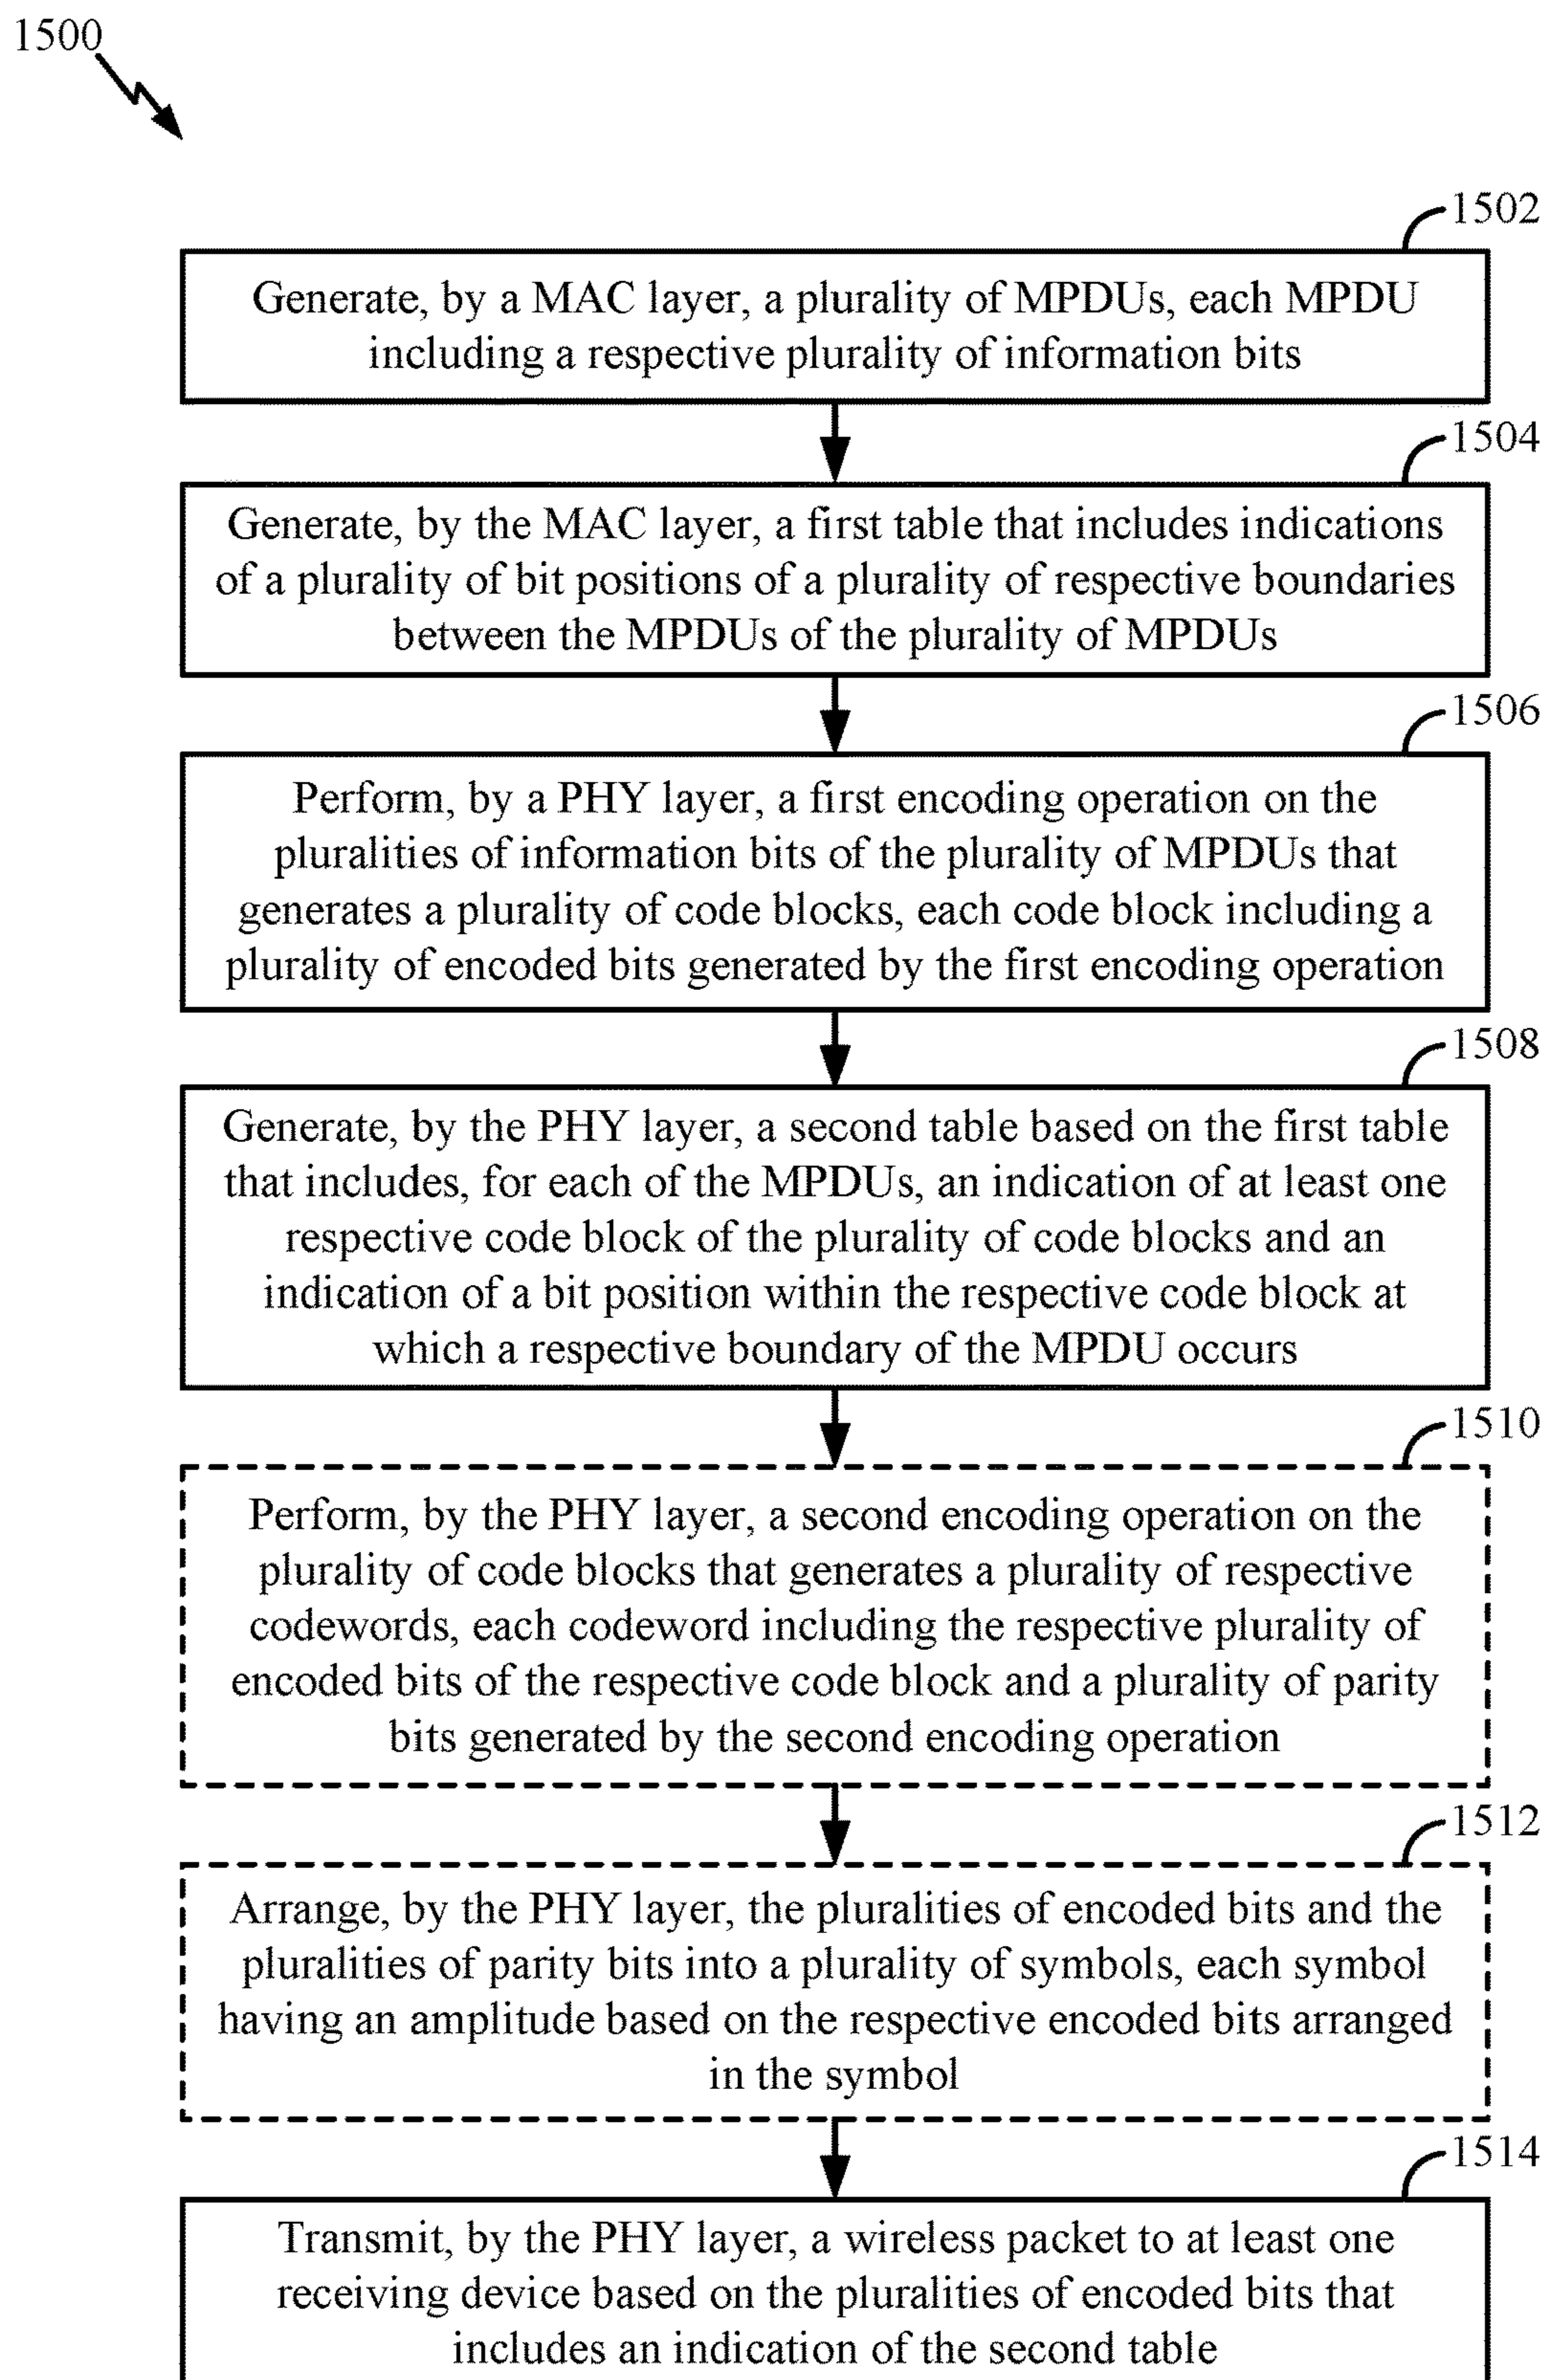 1500
1502
Generate, by a MAC layer, a plurality of MPDUs, each MPDU
including a respective plurality of information bits
1504
Generate, by the MAC layer, a first table that includes indications
of a plurality of bit positions of a plurality of respective boundaries
between the MPDUs of the plurality of MPDUs
1506
Perform, by a PHY layer, a first encoding operation on the
pluralities of information bits of the plurality of MPDUs that
generates a plurality of code blocks, each code block including a
plurality of encoded bits generated by the first encoding operation
1508
Generate, by the PHY layer, a second table based on the first table
that includes, for each of the MPDUs, an indication of at least one
respective code block of the plurality of code blocks and an
indication of a bit position within the respective code block at
which a respective boundary of the MPDU occurs
1510
Perform, by the PHY layer, a second encoding operation on the
plurality of code blocks that generates a plurality of respective
codewords, each codeword including the respective plurality of
encoded bits of the respective code block and a plurality of parity
bits generated by the second encoding operation
1512
Arrange, by the PHY layer, the pluralities of encoded bits and the
pluralities of parity bits into a plurality of symbols, each symbol
having an amplitude based on the respective encoded bits arranged
in the symbol
1514
Transmit, by the PHY layer, a wireless packet to at least one
receiving device based on the pluralities of encoded bits that
includes an indication of the second table